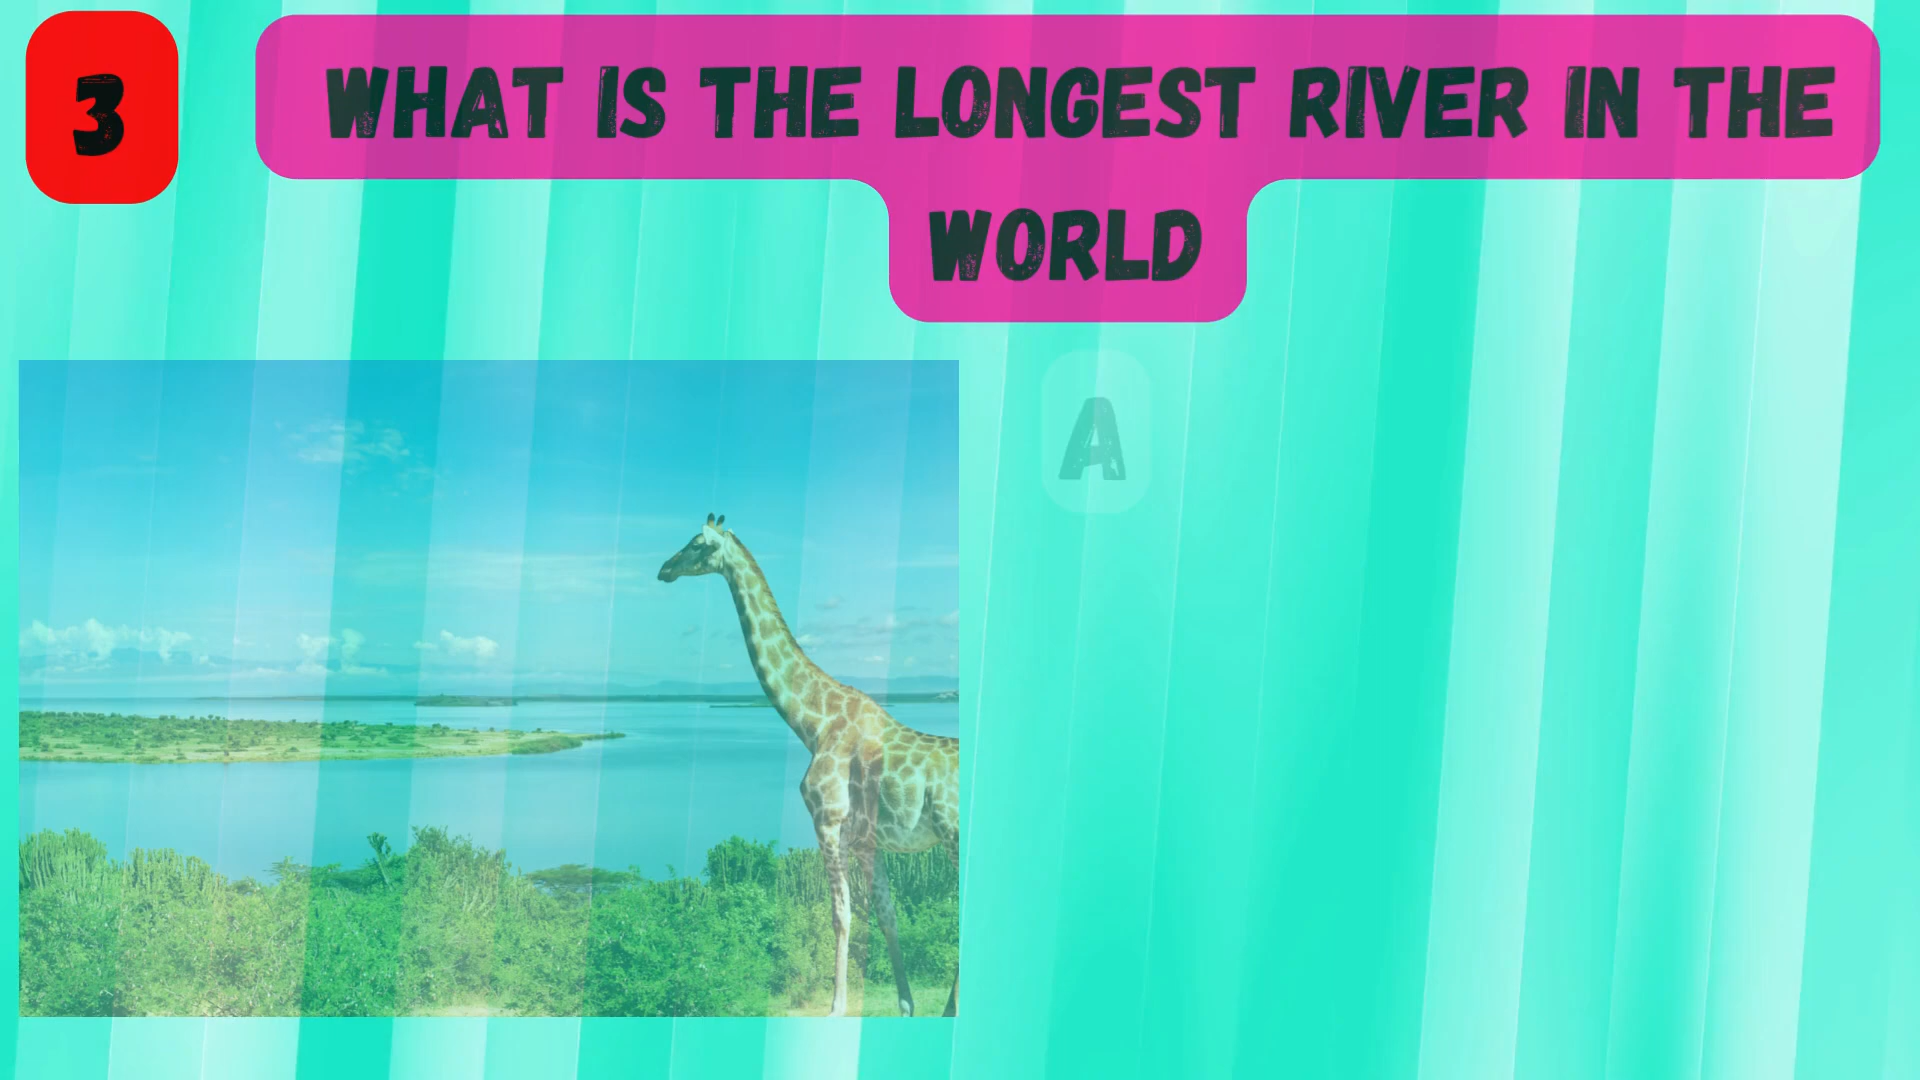 3
WHAT IS THE LONGEST RIVER IN THE
WORLD
A